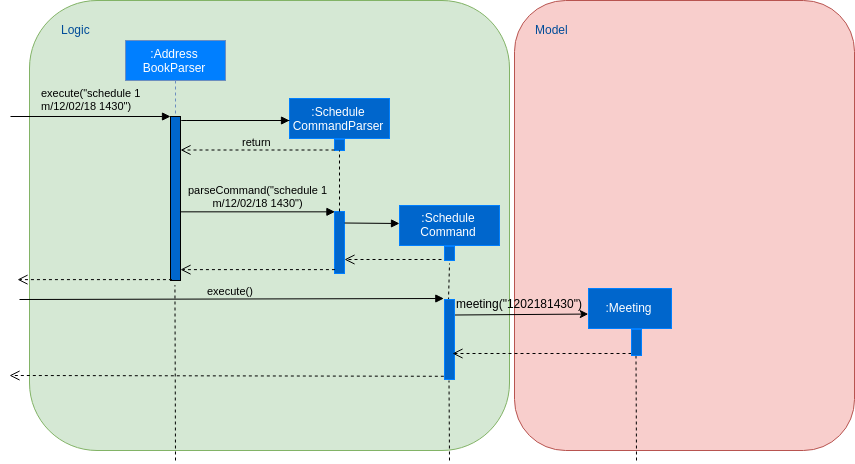 Logic
Model
:Address
BookParser
execute("schedule 1
m/12/02/18 1430")
:Schedule
CommandParser
return
parseCommand("schedule 1
m/12/02/18 1430")
:Schedule
Command
execute()
meeting("1202181430")
:Meeting